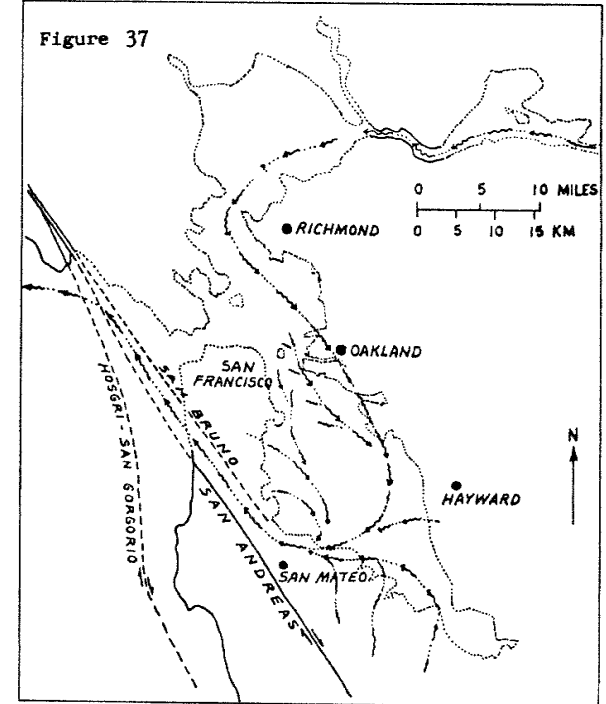 Figure 37
0 5 10 MILES
0 5 10 15 KM
RICHMOND
OAKLAND
SAN
FRANCISCO
SAN BRUNO
HOSGRI - SAN GORGORIO
N
HAYWARD
SAN ANDREAS
SAN MATEO